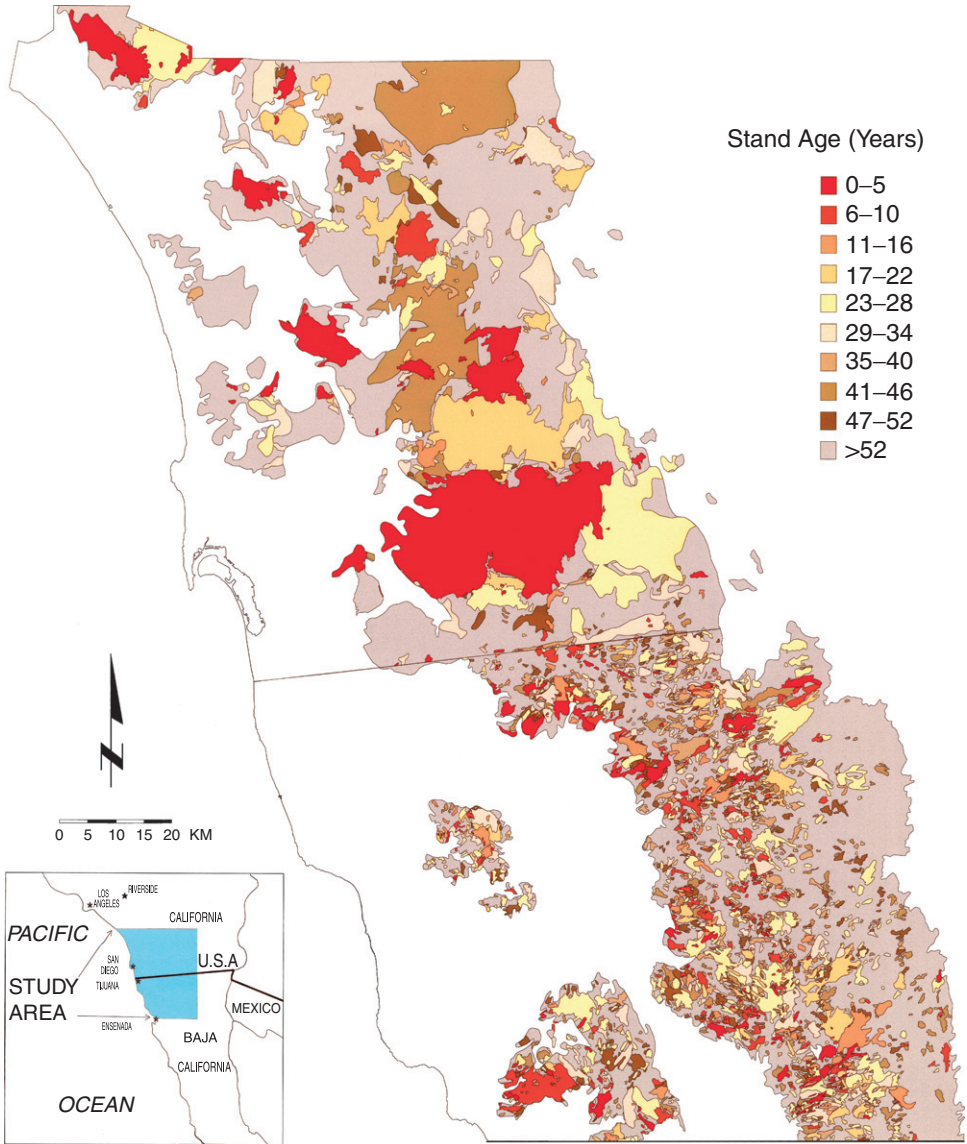 Stand Age (Years)
0–5
6–10
11–16
17–22
23–28
29–34
35–40
41–46
47–52
>52
0 5 10 15 20 KM
LOS
ANGELES
RIVERSIDE
CALIFORNIA
PACIFIC
SAN
DIEGO
U.S.A
STUDY
AREA
TIJUANA
MEXICO
ENSENADA
BAJA
CALIFORNIA
OCEAN